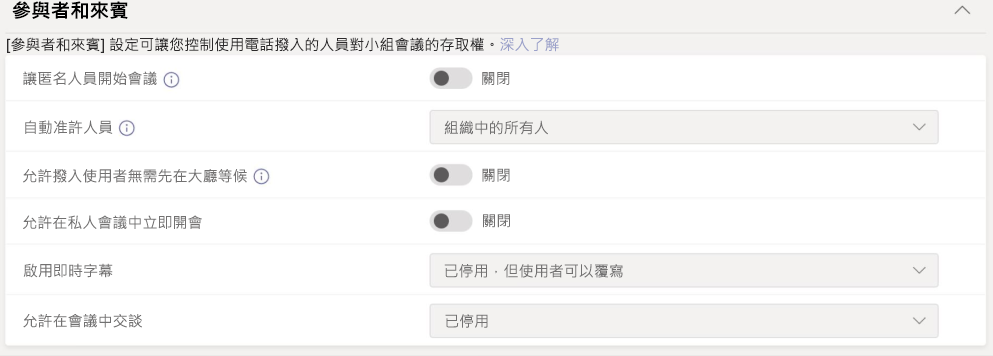 參與者和來賓
[參與者和來賓] 設定可讓您控制使用電話撥入的人員對小組會議的存取權。深入了解
讓匿名人員開始會議
關閉
自動准許人員
組織中的所有人
允許撥入使用者無需先在大廳等候
關閉
允許在私人會議中立即開會
關閉
啟用即時字幕
已停用，但使用者可以覆寫
允許在會議中交談
已停用